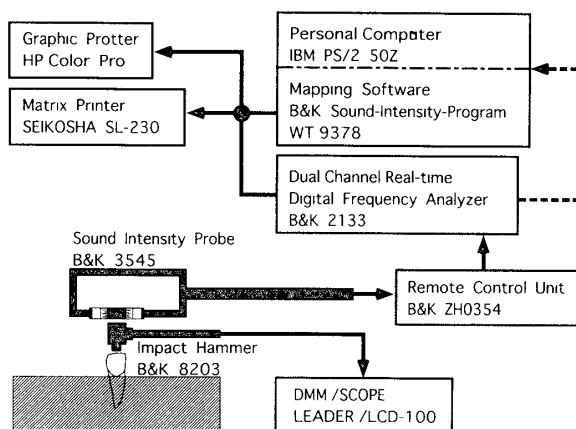 Graphic Protter
HP Color Pro
Matrix Printer
SEIKOSHA SL-230
Personal Computer
IBM PS/2 50Z
Mapping Software
B&K Sound-Intensity-Program
WT 9378
Dual Channel Real-time
Digital Frequency Analyzer
B&K 2133
Sound Intensity Probe
B&K 3545
Remote Control Unit
B&K ZH0354
Impact Hammer
B&K 8203
DMM /SCOPE
LEADER /LCD-100